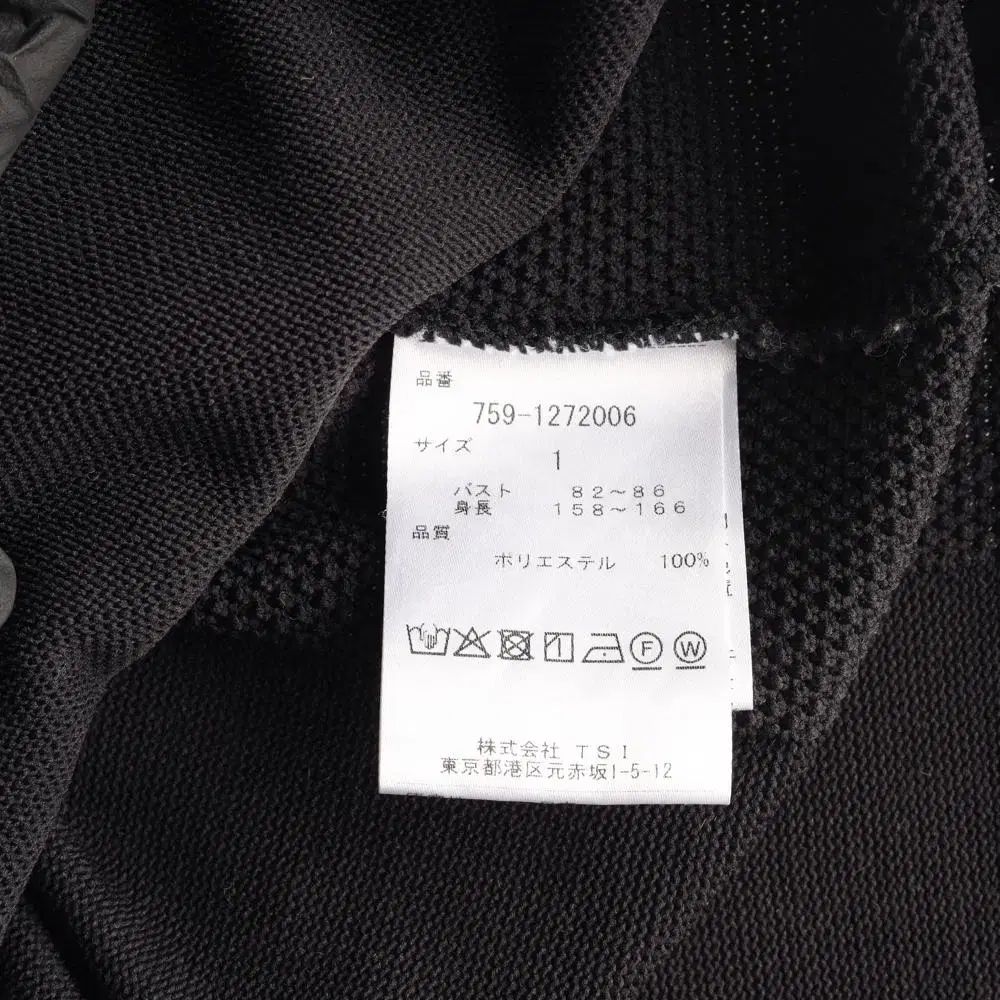 品番
759-1272006
サイズ
1
バスト 82~86
身長 158~166
品質
ポリエステル 100%
F W
株式会社 TSI
東京都港区元赤坂1-5-12